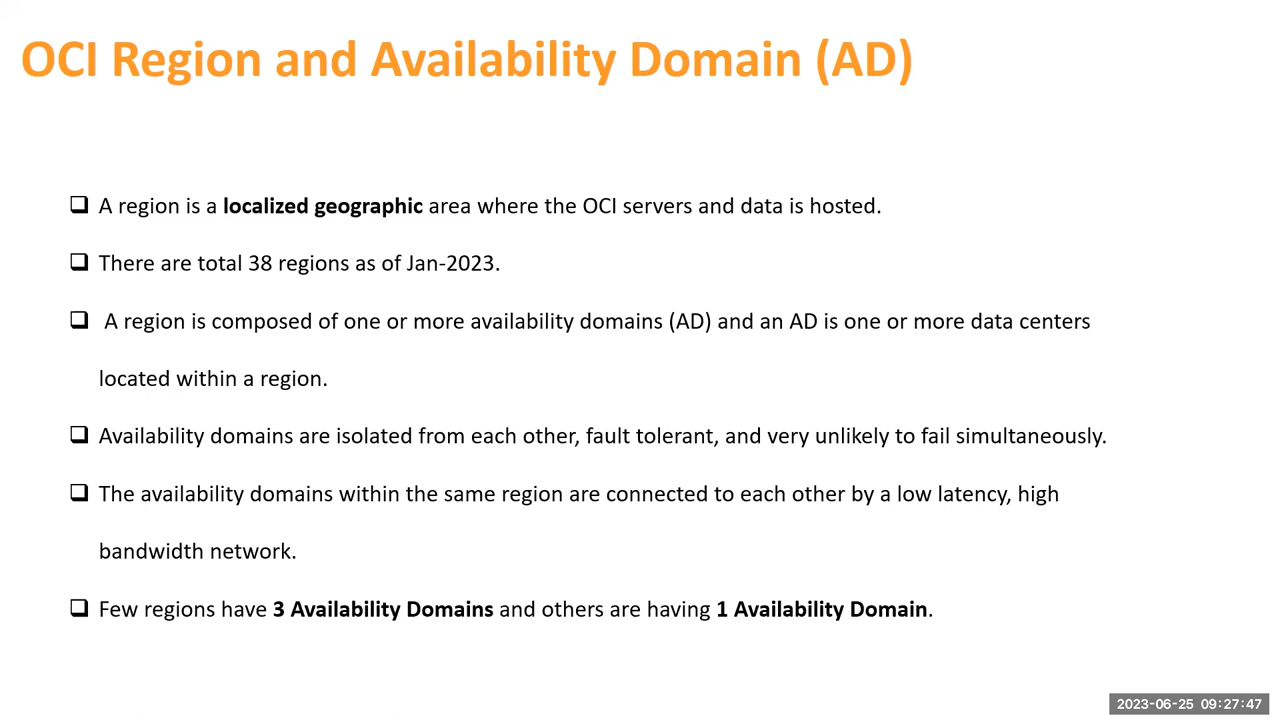 OCI Region and Availability Domain (AD)
A region is a localized geographic area where the OCI servers and data is hosted.
There are total 38 regions as of Jan-2023.
A region is composed of one or more availability domains (AD) and an AD is one or more data centers
located within a region.
Availability domains are isolated from each other, fault tolerant, and very unlikely to fail simultaneously.
The availability domains within the same region are connected to each other by a low latency, high
bandwidth network.
Few regions have 3 Availability Domains and others are having 1 Availability Domain.
2023-06-25 09:27:47